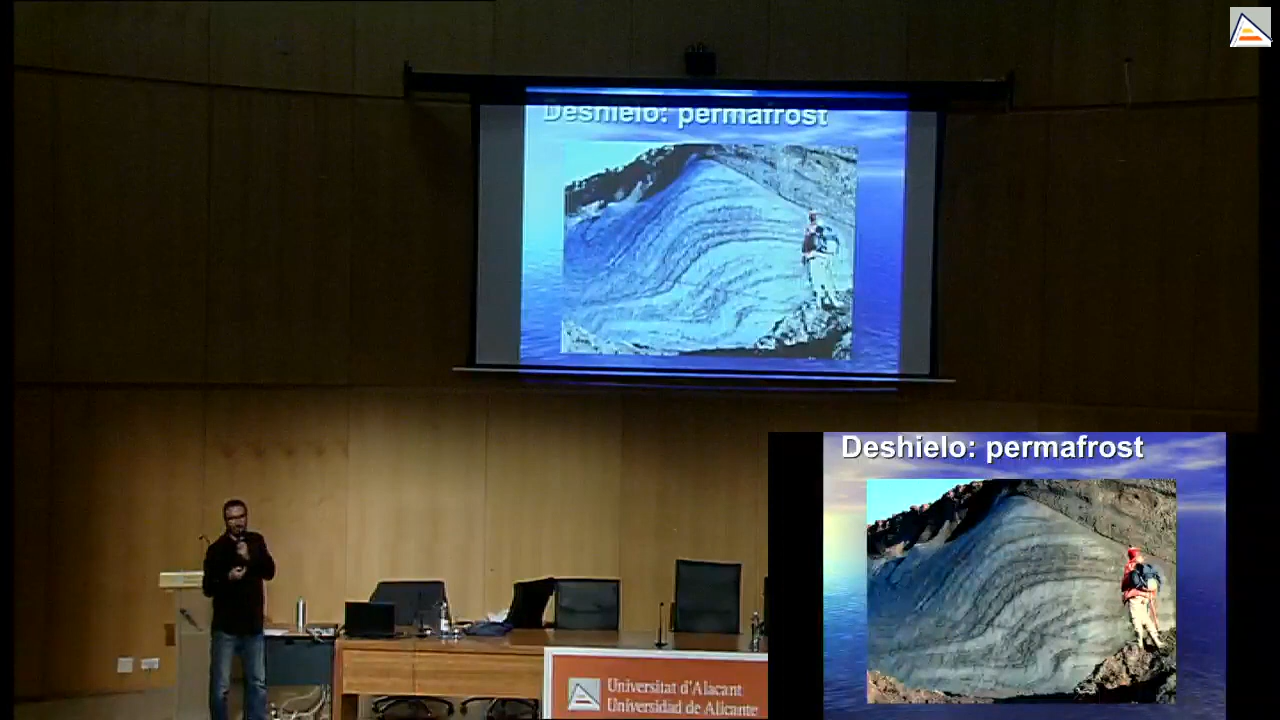 Deshielo: permafrost
Deshielo: permafrost
Universitat d'Alacant
Universidad de Alicante